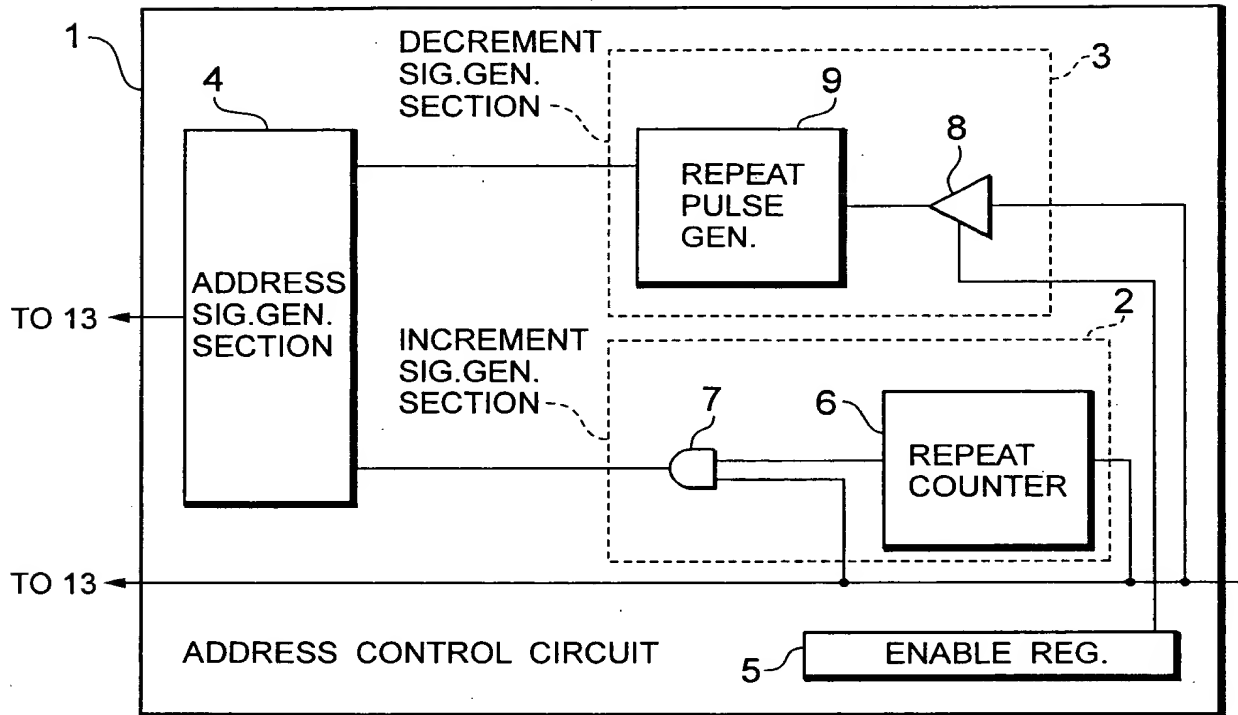 1
DECREMENT
SIG.GEN.
SECTION
3
4
9
8
REPEAT
PULSE
GEN.
ADDRESS
SIG.GEN.
SECTION
TO 13
INCREMENT
SIG.GEN.
SECTION
2
7
6
REPEAT
COUNTER
TO 13
ADDRESS CONTROL CIRCUIT
5
ENABLE REG.